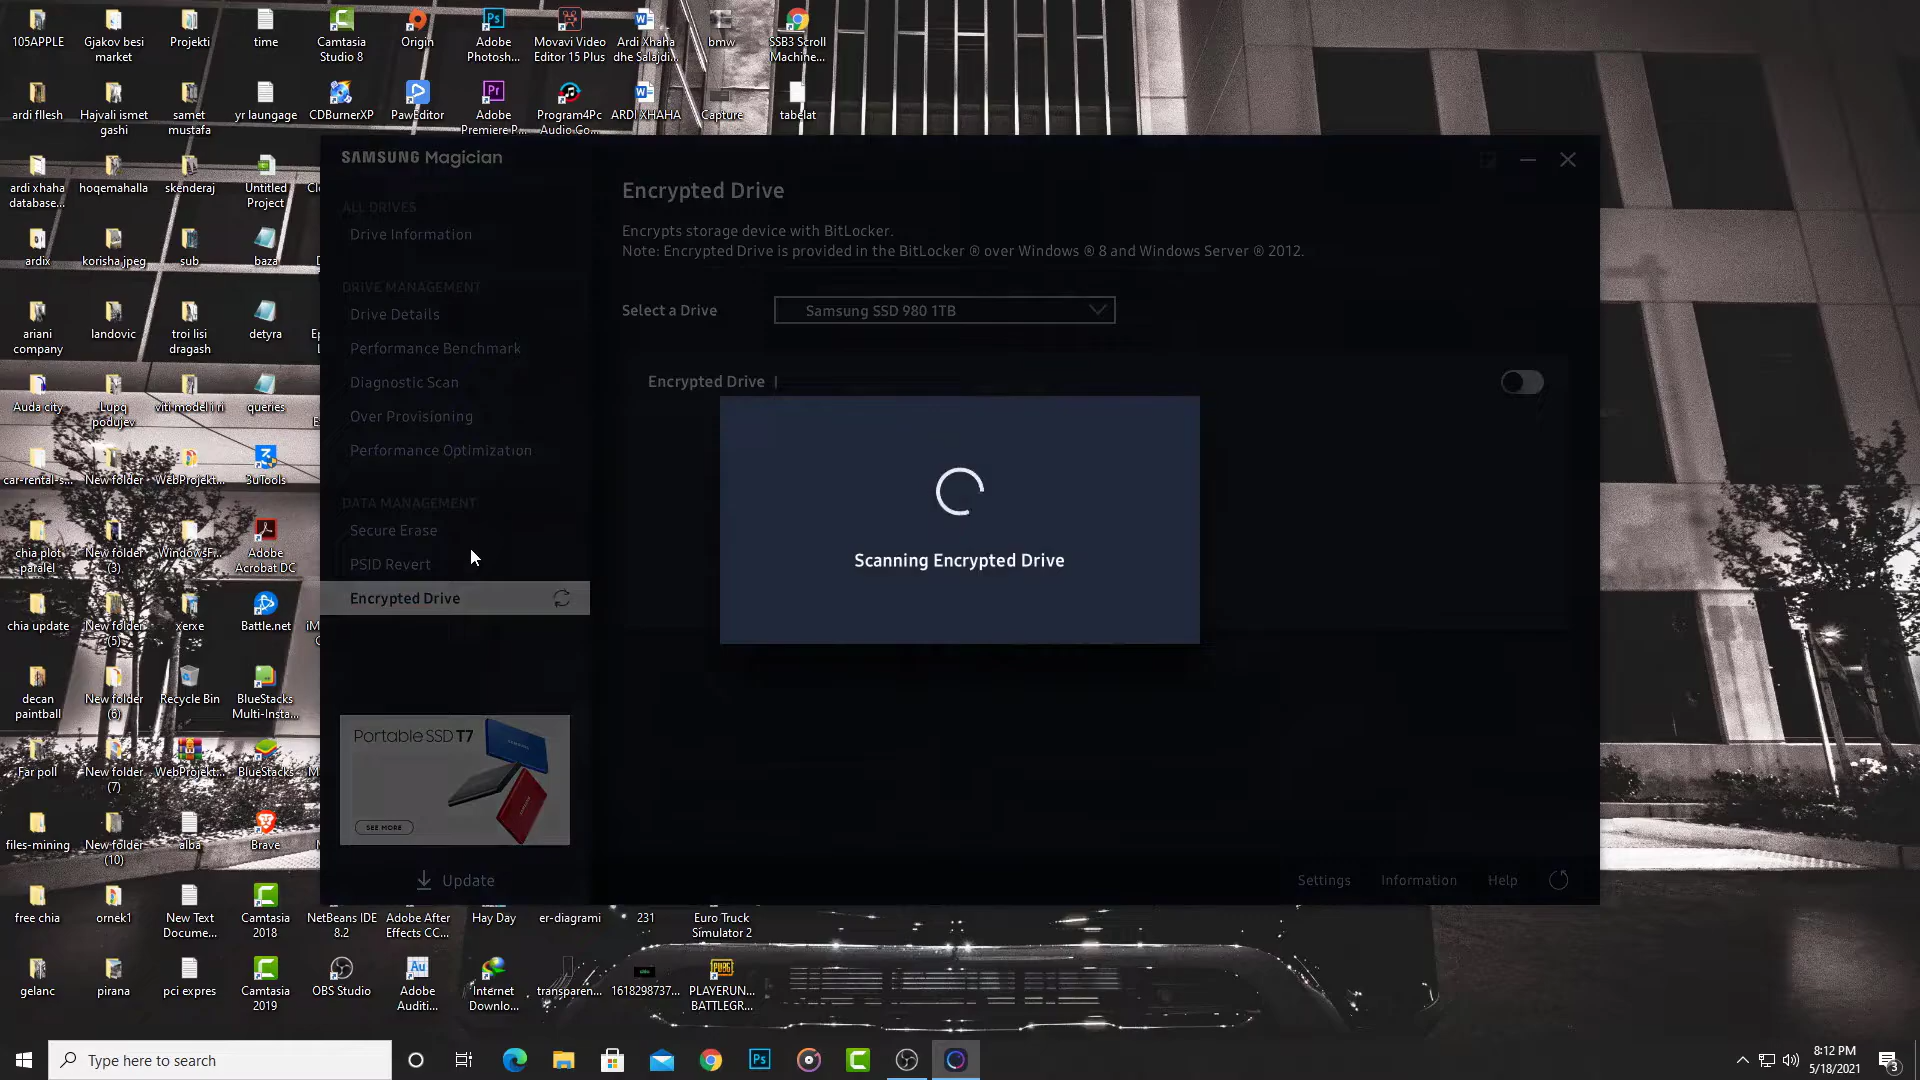 105APPLE
Gjakov besi
market
Projekti
time
Camtasia
Studio 8
Origin
Adobe
Photosh...
Movavi Video
Editor 15 Plus
Ardi Xhaha
dhe Salajdi...
bmw
SSB3 Scroll
Machine...
ardi fllesh
Hajvali ismet
gashi
samet
mustafa
yr laungage
CDBurnerXP
PawEditor
Adobe
Premiere P...
Program4Pc
Audio Co...
ARDI XHAHA
Capture
tabelat
ardi xhaha
database...
hoqemahalla
skenderaj
Untitled
Project
ardix
korisha jpeg
sub
baza
ariani
company
landovic
troi lisi
dragash
detyra
Auda city
Lupq
podujev
viti model i ri
queries
car-rental-s...
New folder
WebProjekt...
3uTools
chia plot
paralel
New folder
(3)
WindowsF...
Adobe
Acrobat DC
chia update
New folder
(5)
xerxe
Battle.net
decan
paintball
New folder
(6)
Recycle Bin
BlueStacks
Multi-Insta...
Far poll
New folder
(7)
WebProjekt...
BlueStacks
files-mining
New folder
(10)
alba
Brave
free chia
ornek1
New Text
Docume...
Camtasia
2018
NetBeans IDE
8.2
Adobe After
Effects CC...
Hay Day
er-diagrami
231
Euro Truck
Simulator 2
gelanc
pirana
pci expres
Camtasia
2019
OBS Studio
Adobe
Auditi...
Internet
Downlo...
transparen...
1618298737...
PLAYERUN...
BATTLEGR...
SAMSUNG Magician
ALL DRIVES
Drive Information
DRIVE MANAGEMENT
Drive Details
Performance Benchmark
Diagnostic Scan
Over Provisioning
Performance Optimization
DATA MANAGEMENT
Secure Erase
PSID Revert
Encrypted Drive
Portable SSD T7
SEE MORE
Update
Encrypted Drive
Encrypts storage device with BitLocker.
Note: Encrypted Drive is provided in the BitLocker ® over Windows ® 8 and Windows Server ® 2012.
Select a Drive
Samsung SSD 980 1TB
Encrypted Drive |
Scanning Encrypted Drive
Settings
Information
Help
Type here to search
8:12 PM
5/18/2021
3